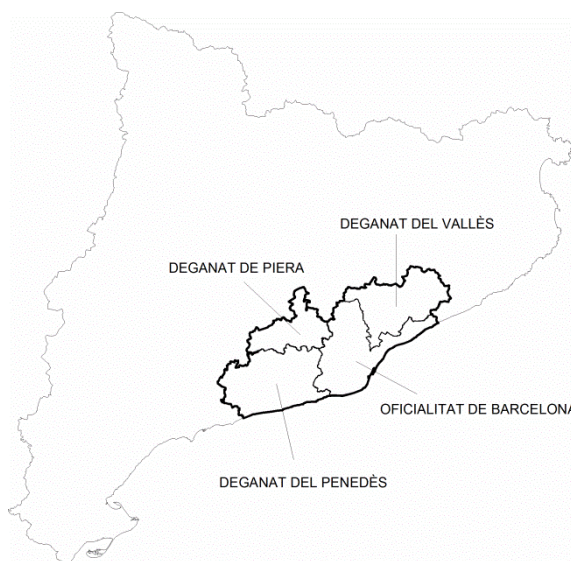 DEGANAT DEL VALLÈS
DEGANAT DE PIERA
OFICIALITAT DE BARCELONA
DEGANAT DEL PENEDÈS